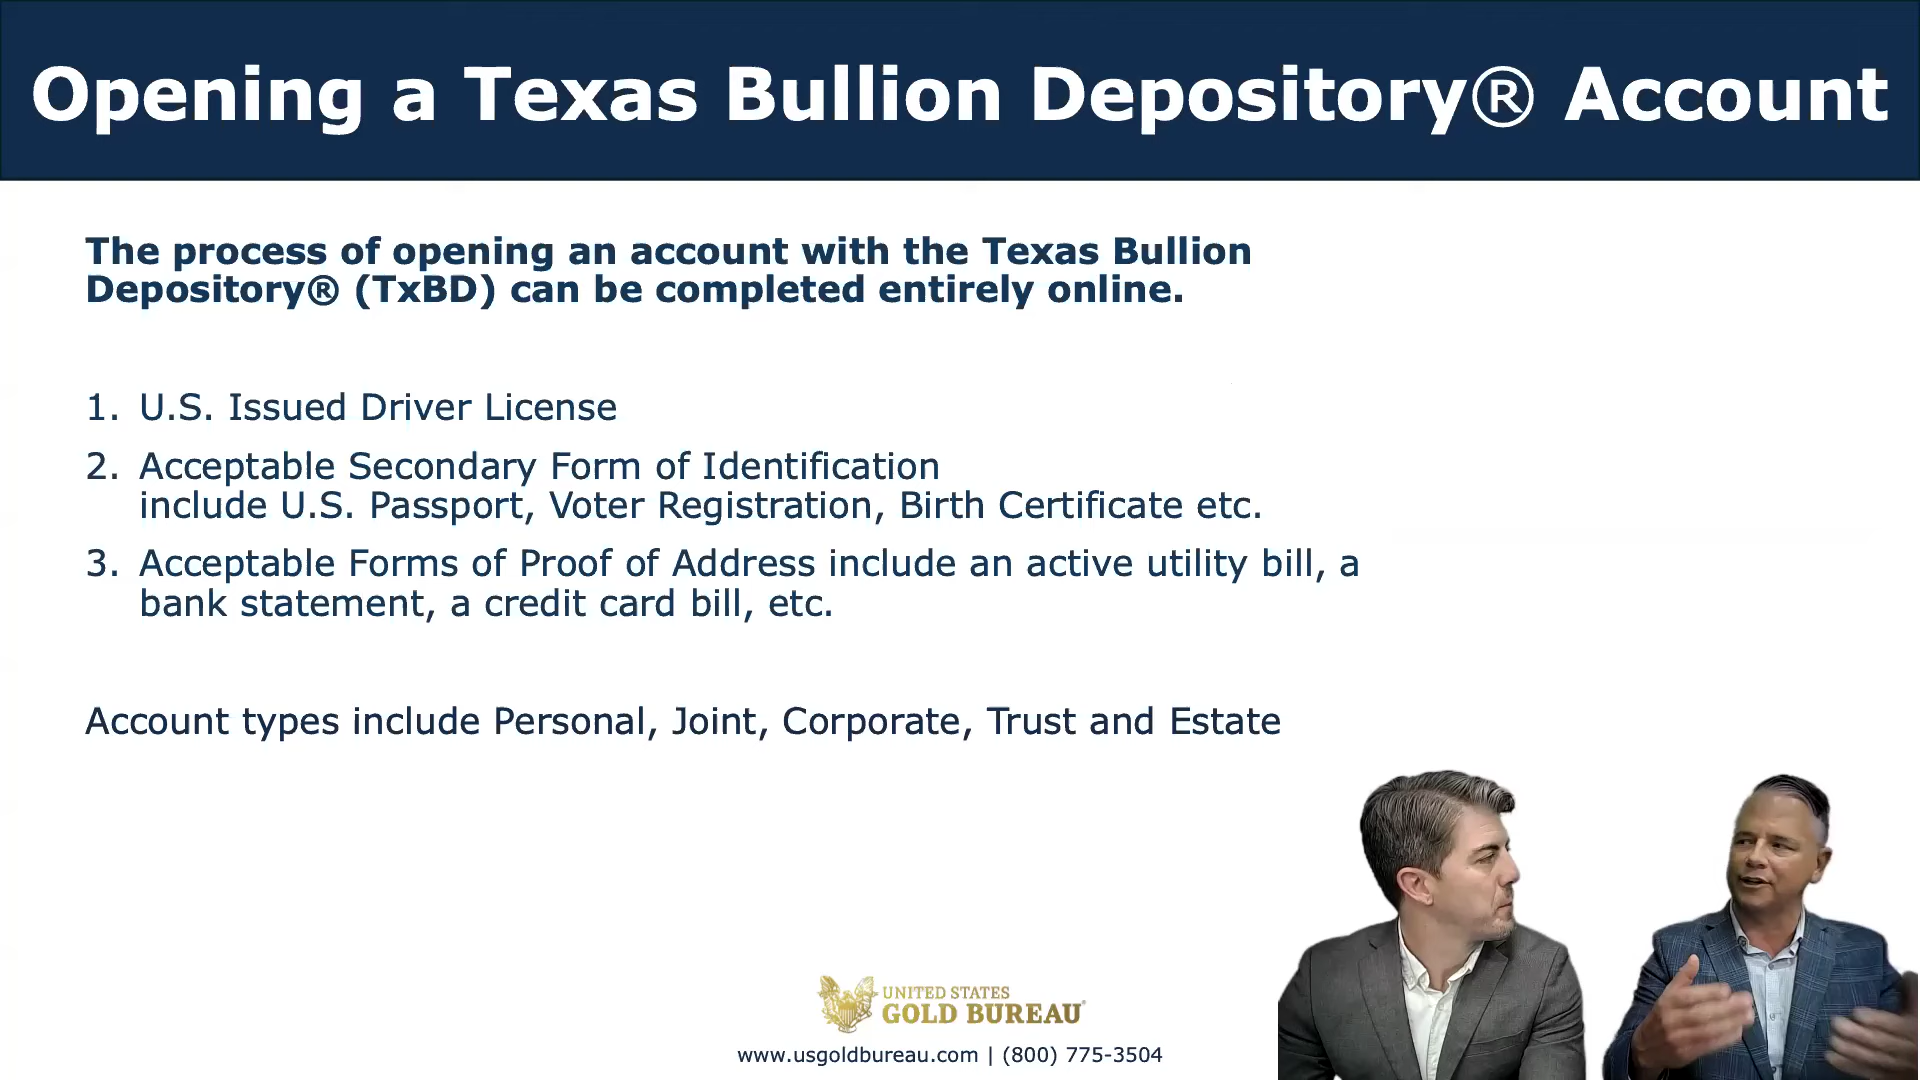 Opening a Texas Bullion Depository® Account
The process of opening an account with the Texas Bullion
Depository® (TxBD) can be completed entirely online.
1. U.S. Issued Driver License
2. Acceptable Secondary Form of Identification
include U.S. Passport, Voter Registration, Birth Certificate etc.
3. Acceptable Forms of Proof of Address include an active utility bill, a
bank statement, a credit card bill, etc.
Account types include Personal, Joint, Corporate, Trust and Estate
UNITED STATES
GOLD BUREAU®
www.usgoldbureau.com | (800) 775-3504